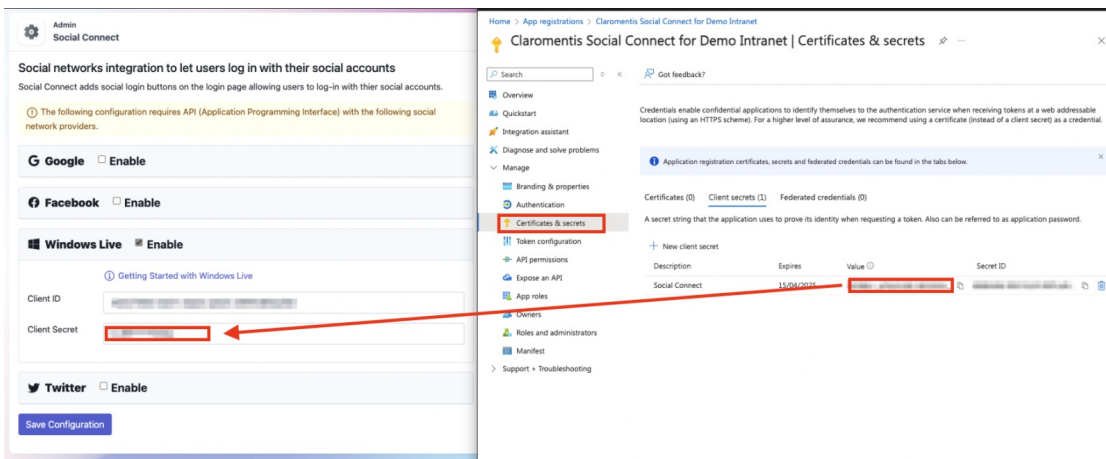 Admin
Social Connect
Social networks integration to let users log in with their social accounts
Social Connect adds social login buttons on the login page allowing users to log-in with thier social accounts.
The following configuration requires API (Application Programming Interface) with the following social
network providers.
Google Enable
Facebook Enable
Windows Live Enable
Getting Started with Windows Live
Client ID
Client Secret
Twitter Enable
Save Configuration
Home > App registrations > Claromentis Social Connect for Demo Intranet
Claromentis Social Connect for Demo Intranet | Certificates & secrets
Search
Got feedback?
Overview
Quickstart
Integration assistant
Diagnose and solve problems
Manage
Branding & properties
Authentication
Certificates & secrets
Token configuration
API permissions
Expose an API
App roles
Owners
Roles and administrators
Manifest
Support + Troubleshooting
Credentials enable confidential applications to identify themselves to the authentication service when receiving tokens at a web addressable
location (using an HTTPS scheme). For a higher level of assurance, we recommend using a certificate (instead of a client secret) as a credential.
Application registration certificates, secrets and federated credentials can be found in the tabs below.
Certificates (0) Client secrets (1) Federated credentials (0)
A secret string that the application uses to prove its identity when requesting a token. Also can be referred to as application password.
New client secret
Description Expires Value Secret ID
Social Connect 15/04/2025